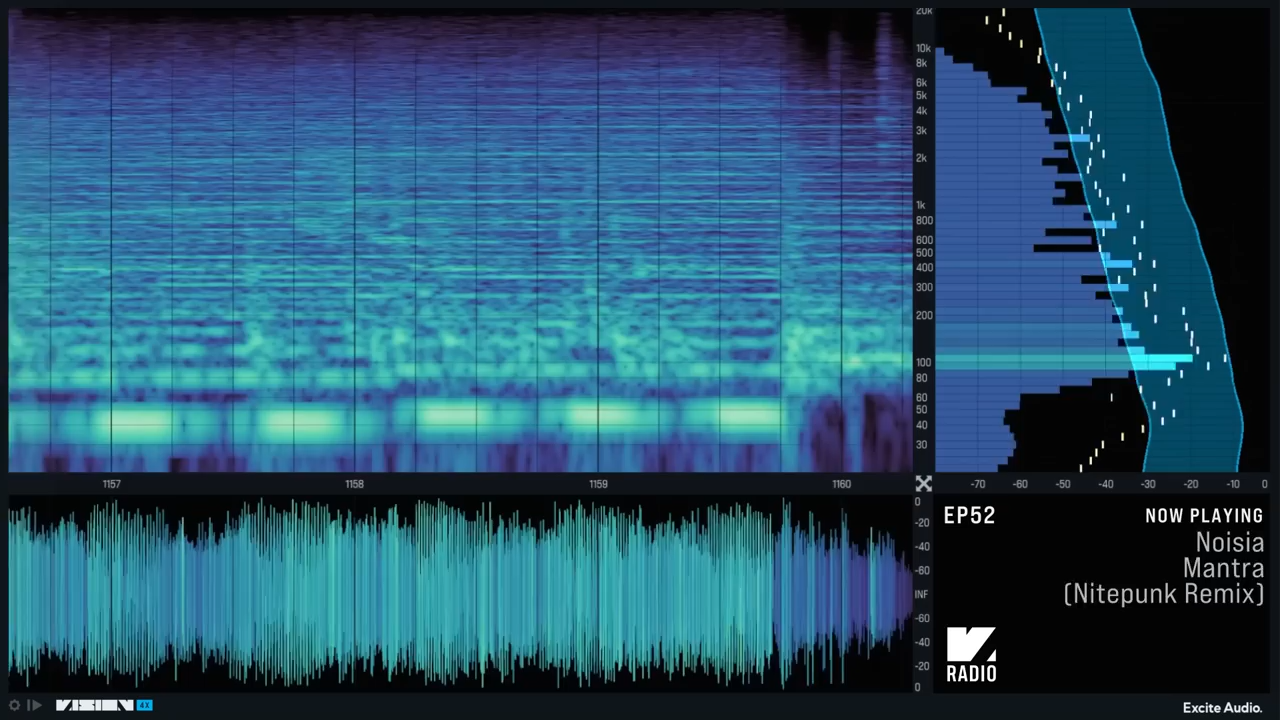 20k
10k
8k
6k
5k
4k
3k
2k
1k
800
600
500
400
300
200
100
80
60
50
40
30
1157
1158
1159
1160
-70
-60
-50
-40
-30
-20
-10
0
0
-20
-40
-60
INF
-60
-40
-20
0
EP52
NOW PLAYING
Noisia
Mantra
(Nitepunk Remix)
RADIO
VISION 4X
Excite Audio.